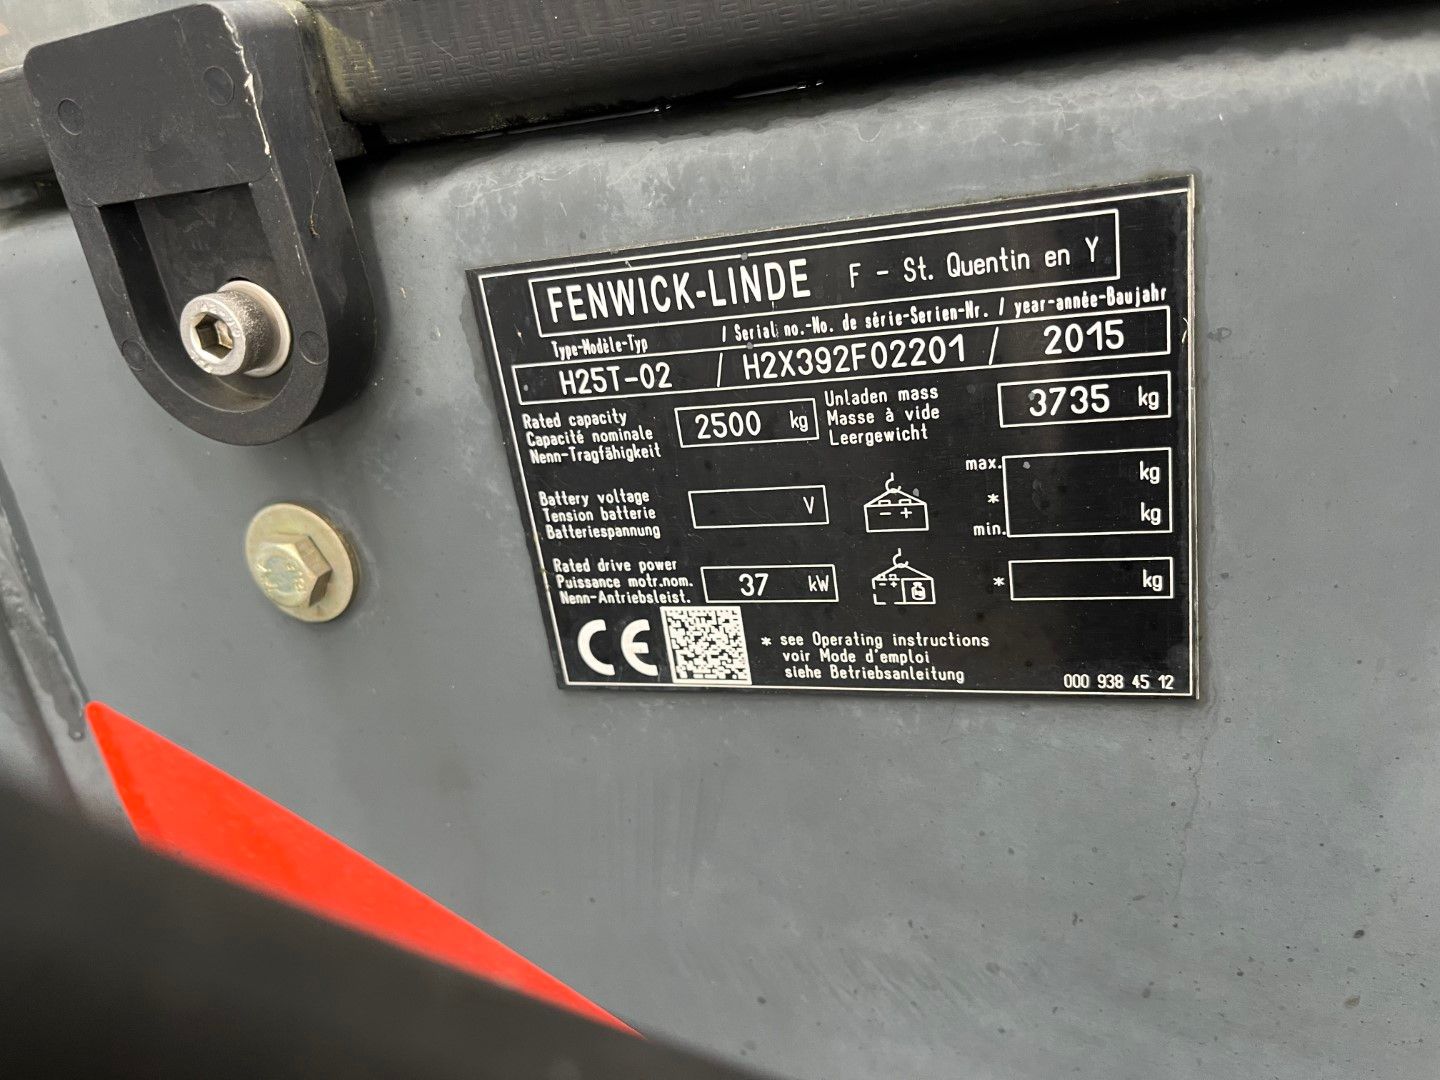 FENWICK-LINDE F - St. Quentin en Y
Type-Modèle-Typ / Serial no.-No. de série-Serien-Nr. / year-année-Baujahr
H25T-02 / H2X392F02201 / 2015
Rated capacity
Capacité nominale
Nenn-Tragfähigkeit
2500 kg
Unladen mass
Masse à vide
Leergewicht
3735 kg
Battery voltage
Tension batterie
Batteriespannung
V
- +
max.
*
min.
kg
kg
Rated drive power
Puissance motr.nom.
Nenn-Antriebsleist.
37 kW
- +
* kg
CE
* see Operating instructions
voir Mode d'emploi
siehe Betriebsanleitung
000 938 45 12